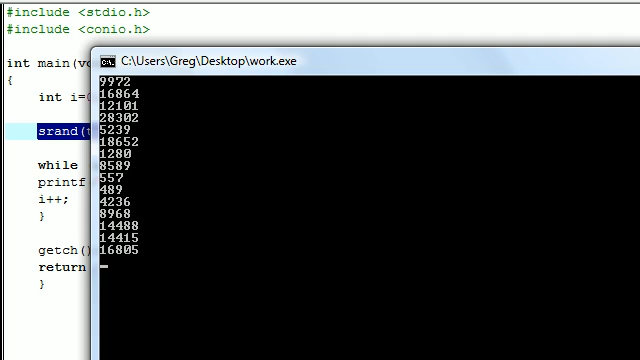 #include <stdio.h>
#include <conio.h>
C:\Users\Greg\Desktop\work.exe
int main(vo
{
int i=
srand(
while
printf
i++;
}
getch()
return
}
9972
16864
12101
28302
5239
18652
1280
8589
557
489
4236
8968
14488
14415
16805